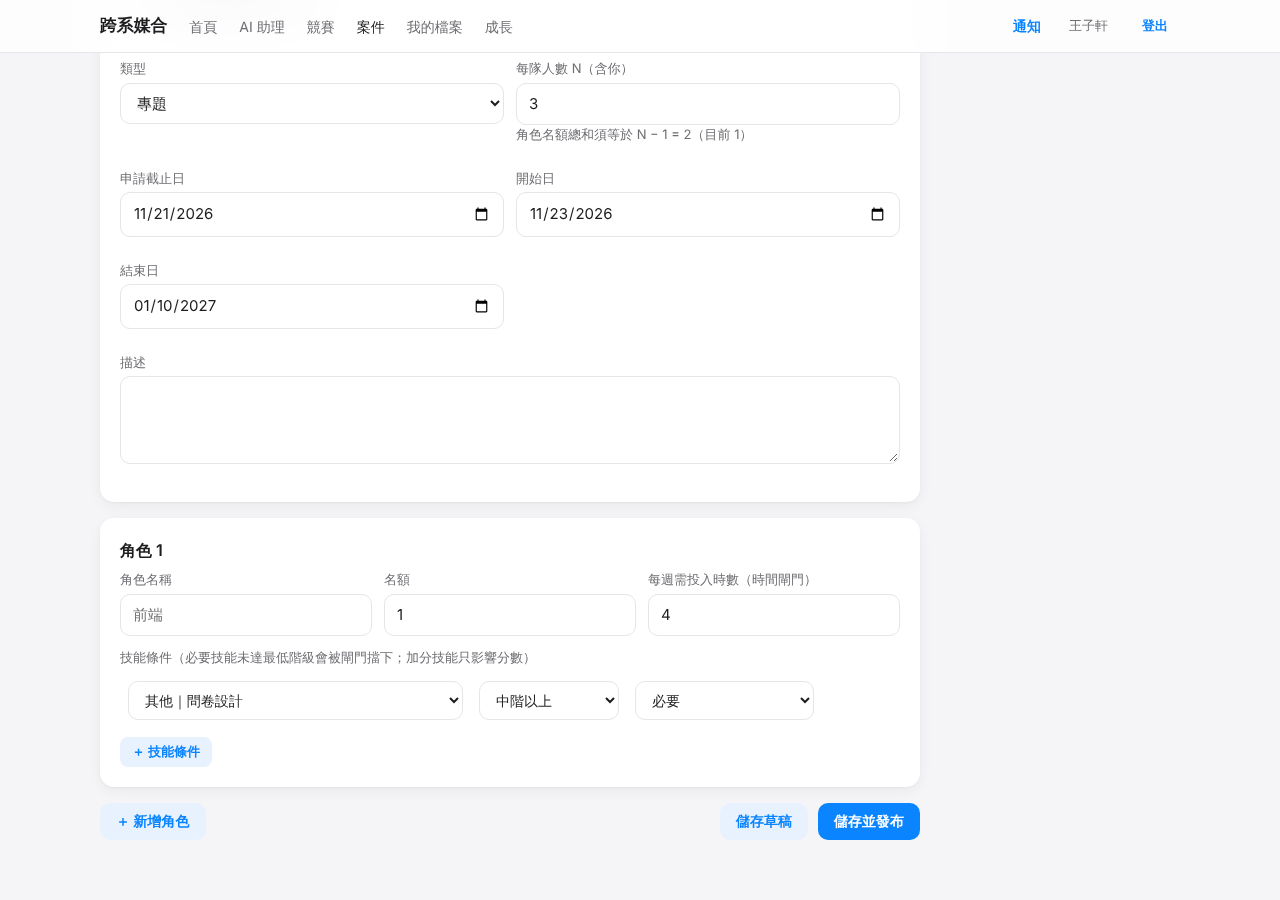 跨系媒合 首頁 AI 助理 競賽 案件 我的檔案 成長 通知 王子軒 登出
類型 每隊人數 N（含你）
專題 3
角色名額總和須等於 N − 1 = 2（目前 1）
申請截止日 開始日
11/21/2026 11/23/2026
結束日
01/10/2027
描述
角色 1
角色名稱 名額 每週需投入時數（時間閘門）
前端 1 4
技能條件（必要技能未達最低階級會被閘門擋下；加分技能只影響分數）
其他｜問卷設計 中階以上 必要
＋ 技能條件
＋ 新增角色 儲存草稿 儲存並發布